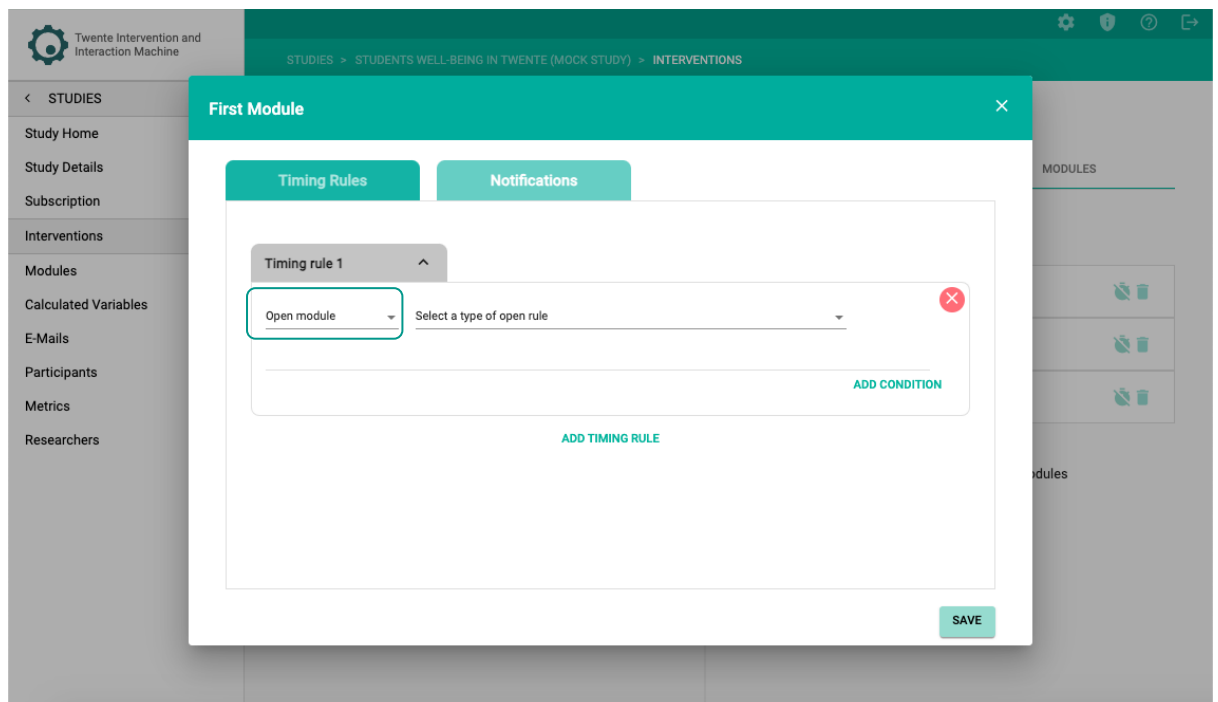 Twente Intervention and
Interaction Machine
STUDIES > STUDENTS WELL-BEING IN TWENTE (MOCK STUDY) > INTERVENTIONS
< STUDIES
Study Home
Study Details
Subscription
Interventions
Modules
Calculated Variables
E-Mails
Participants
Metrics
Researchers
First Module
Timing Rules
Notifications
Timing rule 1
Open module
Select a type of open rule
ADD CONDITION
ADD TIMING RULE
SAVE
MODULES